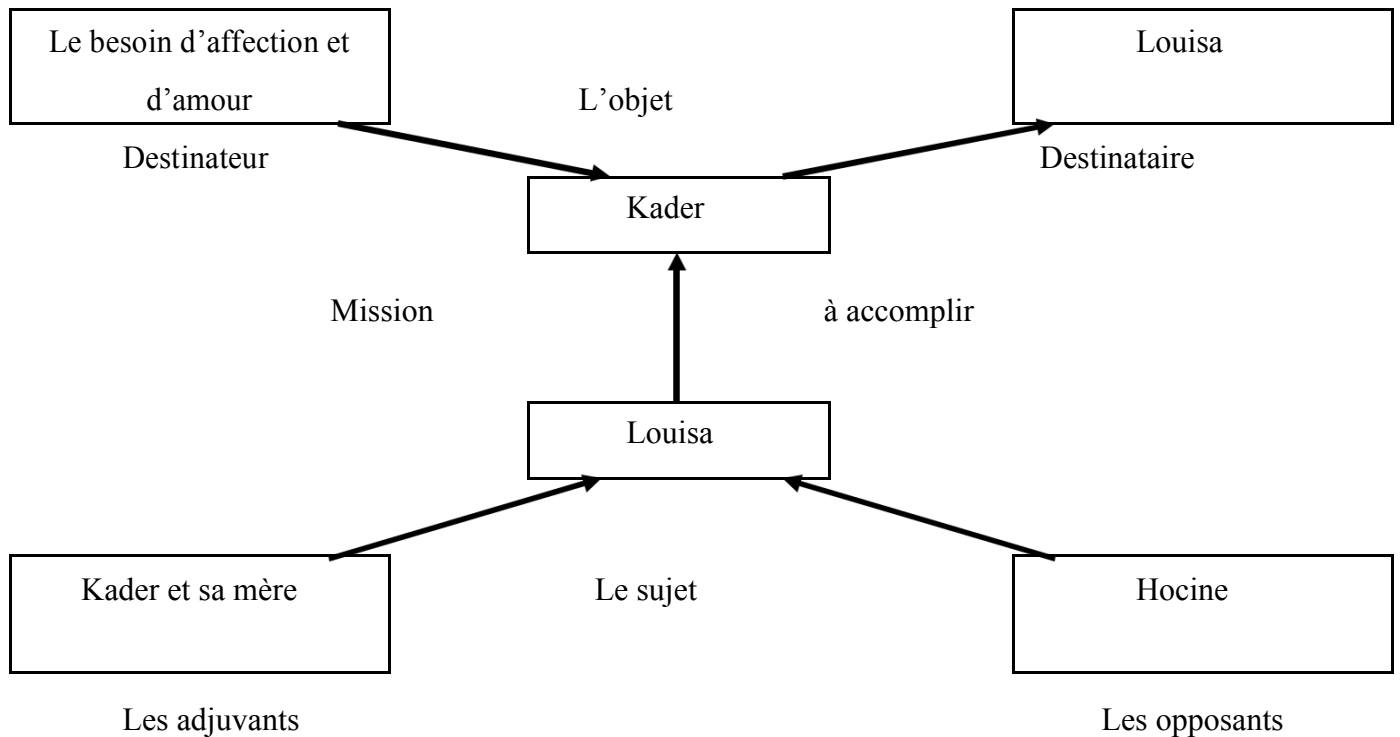 Le besoin d’affection et
d’amour
Louisa
L’objet
Destinateur
Destinataire
Kader
Mission
à accomplir
Louisa
Kader et sa mère
Le sujet
Hocine
Les adjuvants
Les opposants